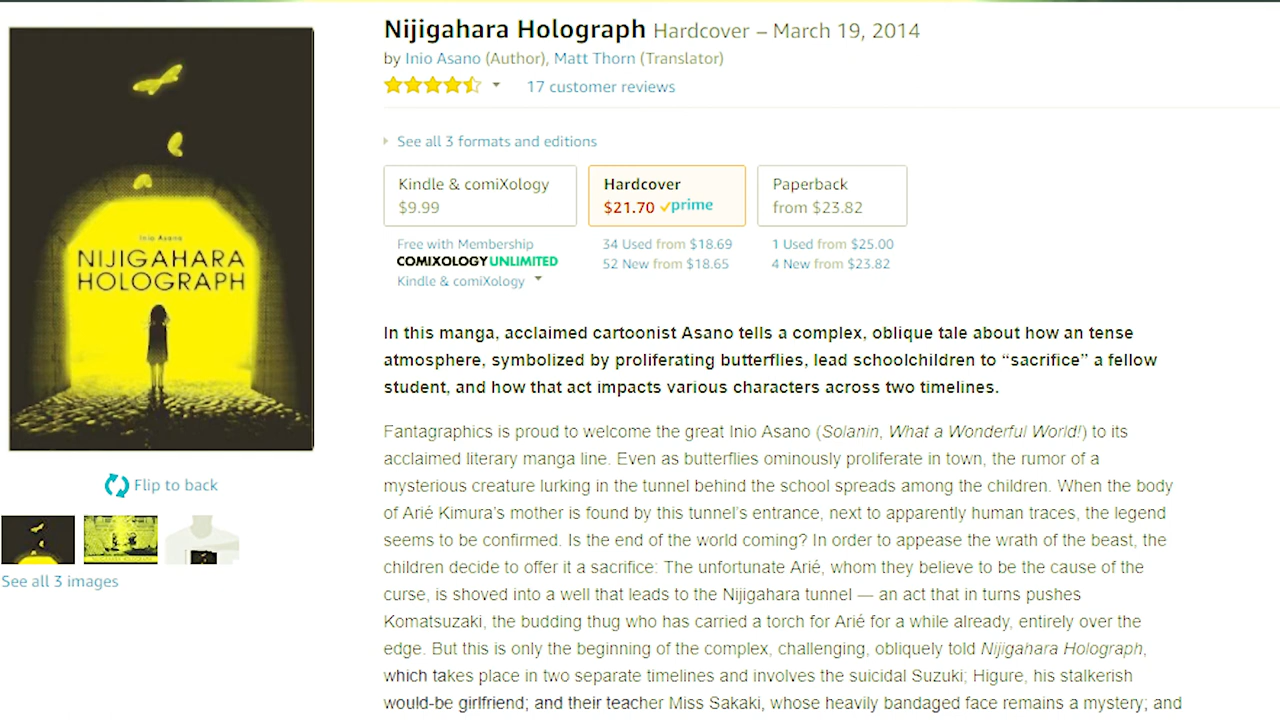 Nijigahara Holograph Hardcover – March 19, 2014
by Inio Asano (Author), Matt Thorn (Translator)
17 customer reviews
See all 3 formats and editions
Kindle & comiXology
$9.99
Hardcover
$21.70 prime
Paperback
from $23.82
Free with Membership
COMIXOLOGY UNLIMITED
Kindle & comiXology
34 Used from $18.69
52 New from $18.65
1 Used from $25.00
4 New from $23.82
Inio Asano
NIJIGAHARA
HOLOGRAPH
Flip to back
See all 3 images
In this manga, acclaimed cartoonist Asano tells a complex, oblique tale about how an tense
atmosphere, symbolized by proliferating butterflies, lead schoolchildren to “sacrifice” a fellow
student, and how that act impacts various characters across two timelines.
Fantagraphics is proud to welcome the great Inio Asano (Solanin, What a Wonderful World!) to its
acclaimed literary manga line. Even as butterflies ominously proliferate in town, the rumor of a
mysterious creature lurking in the tunnel behind the school spreads among the children. When the body
of Arié Kimura’s mother is found by this tunnel’s entrance, next to apparently human traces, the legend
seems to be confirmed. Is the end of the world coming? In order to appease the wrath of the beast, the
children decide to offer it a sacrifice: The unfortunate Arié, whom they believe to be the cause of the
curse, is shoved into a well that leads to the Nijigahara tunnel — an act that in turns pushes
Komatsuzaki, the budding thug who has carried a torch for Arié for a while already, entirely over the
edge. But this is only the beginning of the complex, challenging, obliquely told Nijigahara Holograph,
which takes place in two separate timelines and involves the suicidal Suzuki; Higure, his stalkerish
would-be girlfriend; and their teacher Miss Sakaki, whose heavily bandaged face remains a mystery; and